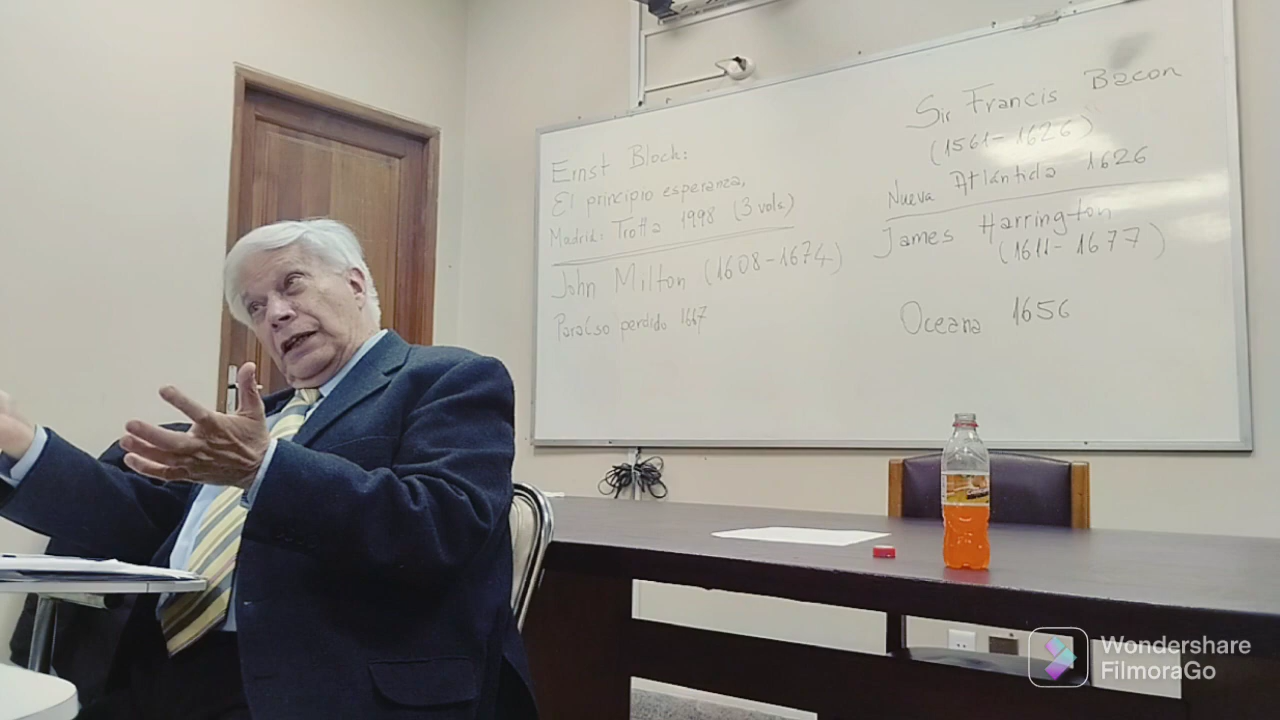 Ernst Bloch:
El principio esperanza,
Madrid: Trotta 1998 (3 vols.)
John Milton (1608-1674)
Paraíso perdido 1667
Sir Francis Bacon
(1561-1626)
Nueva Atlántida 1626
James Harrington
(1611-1677)
Oceana 1656
Wondershare
FilmoraGo